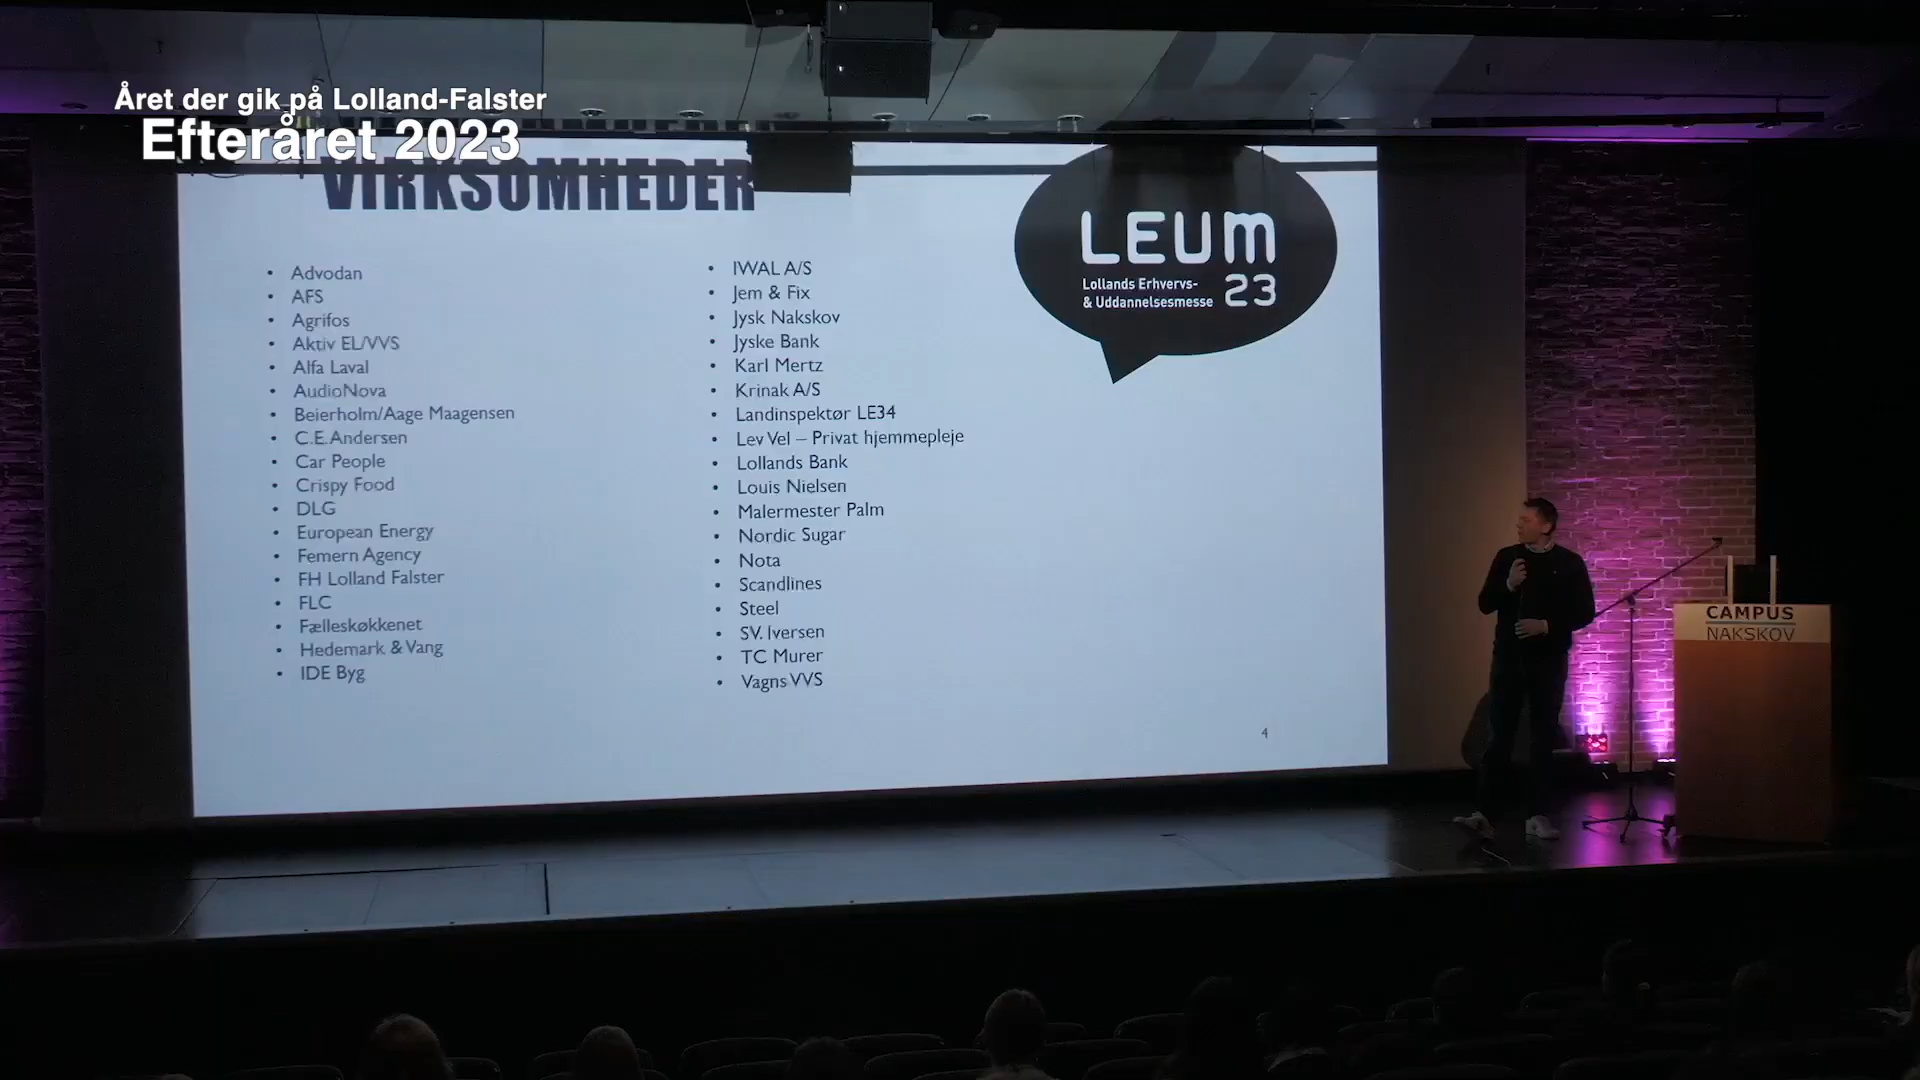 Året der gik på Lolland-Falster
Efteråret 2023
VIRKSOMHEDER
• Advodan
• AFS
• Agrifos
• Aktiv EL/VVS
• Alfa Laval
• AudioNova
• Beierholm/Aage Maagensen
• C.E. Andersen
• Car People
• Crispy Food
• DLG
• European Energy
• Femern Agency
• FH Lolland Falster
• FLC
• Fælleskøkkenet
• Hedemark & Vang
• IDE Byg
• IWAL A/S
• Jem & Fix
• Jysk Nakskov
• Jyske Bank
• Karl Mertz
• Krinak A/S
• Landinspektør LE34
• Lev Vel – Privat hjemmepleje
• Lollands Bank
• Louis Nielsen
• Malermester Palm
• Nordic Sugar
• Nota
• Scandlines
• Steel
• SV. Iversen
• TC Murer
• Vagns VVS
LEUM
Lollands Erhvervs-
& Uddannelsesmesse
23
4
CAMPUS
NAKSKOV